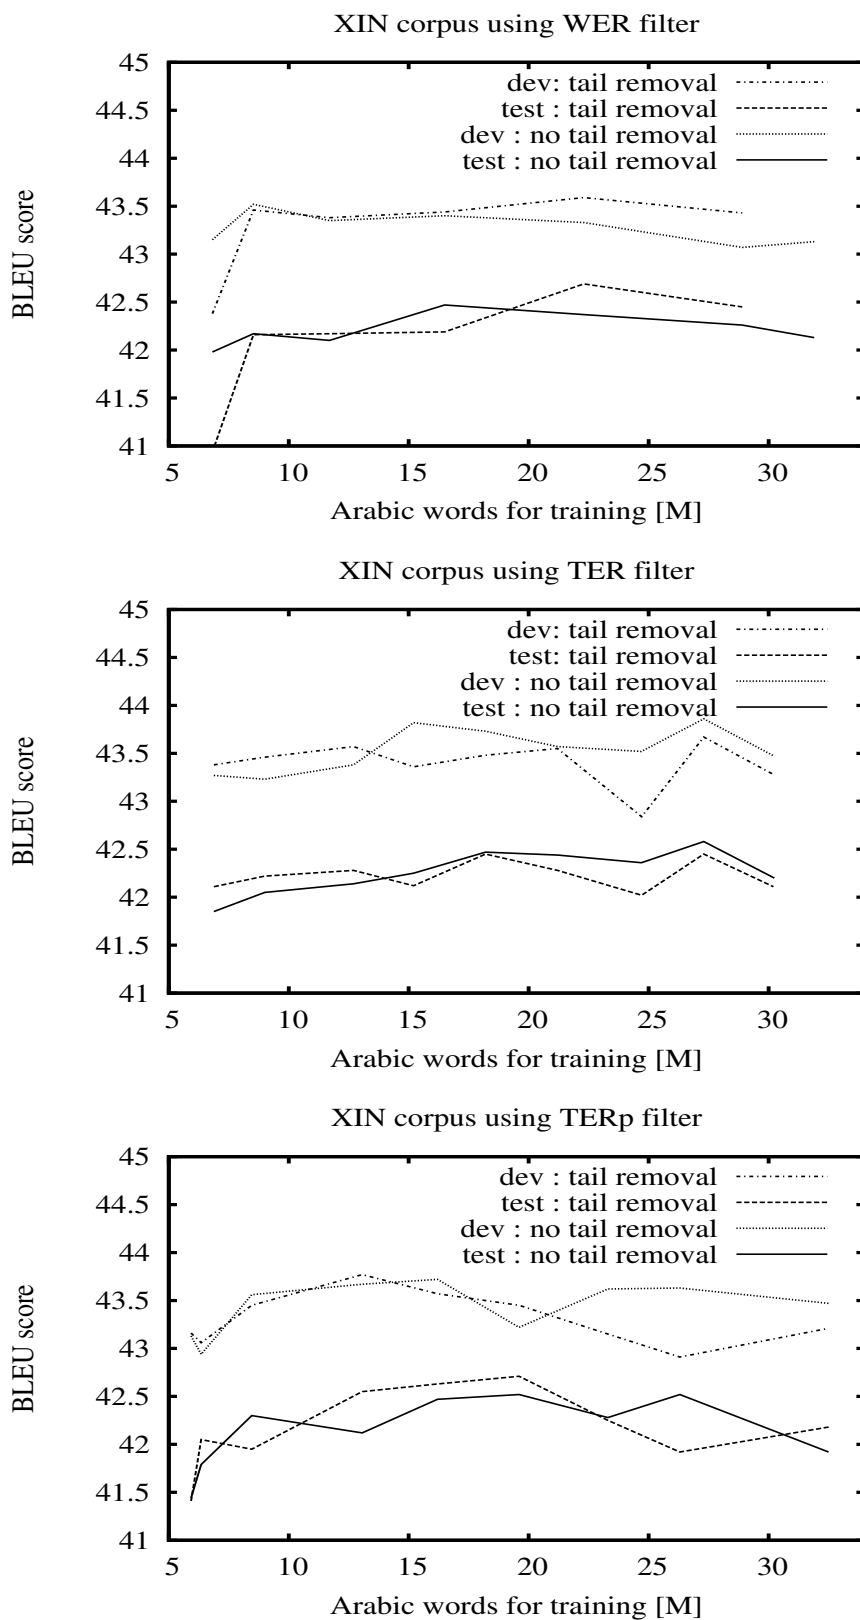 XIN corpus using WER filter
45
44.5
44
43.5
43
42.5
42
41.5
41
BLEU score
dev: tail removal
test : tail removal
dev : no tail removal
test : no tail removal
5 10 15 20 25 30
Arabic words for training [M]
XIN corpus using TER filter
45
44.5
44
43.5
43
42.5
42
41.5
41
BLEU score
dev: tail removal
test: tail removal
dev : no tail removal
test : no tail removal
5 10 15 20 25 30
Arabic words for training [M]
XIN corpus using TERp filter
45
44.5
44
43.5
43
42.5
42
41.5
41
BLEU score
dev : tail removal
test : tail removal
dev : no tail removal
test : no tail removal
5 10 15 20 25 30
Arabic words for training [M]